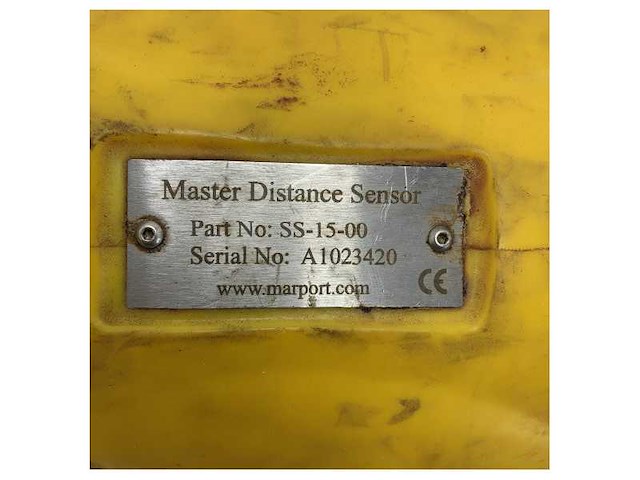 Master Distance Sensor
Part No: SS-15-00
Serial No: A1023420
www.marport.com CE